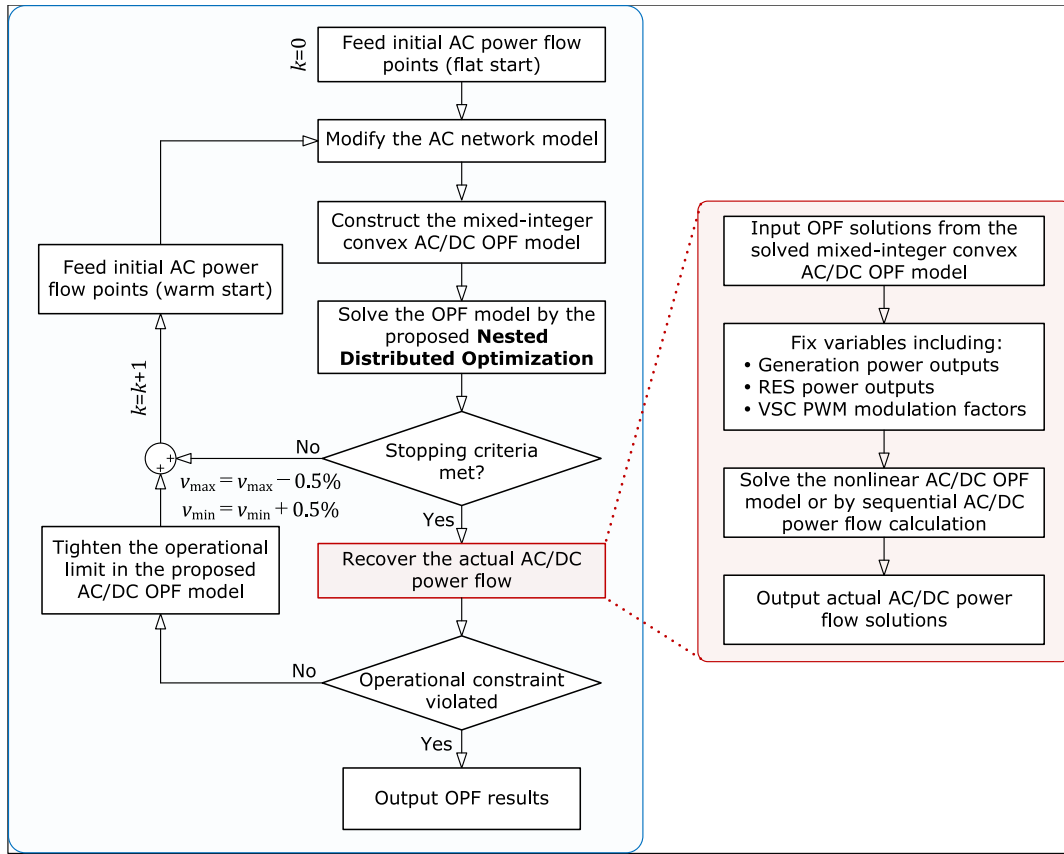 k=0
Feed initial AC power flow
points (flat start)
Modify the AC network model
Construct the mixed-integer
convex AC/DC OPF model
Feed initial AC power
flow points (warm start)
Solve the OPF model by the
proposed Nested
Distributed Optimization
k=k+1
No
Stopping criteria
met?
+
+
v_max = v_max − 0.5%
v_min = v_min + 0.5%
Yes
Tighten the operational
limit in the proposed
AC/DC OPF model
Recover the actual AC/DC
power flow
No
Operational constraint
violated
Yes
Output OPF results
Input OPF solutions from the
solved mixed-integer convex
AC/DC OPF model
Fix variables including:
• Generation power outputs
• RES power outputs
• VSC PWM modulation factors
Solve the nonlinear AC/DC OPF
model or by sequential AC/DC
power flow calculation
Output actual AC/DC power
flow solutions